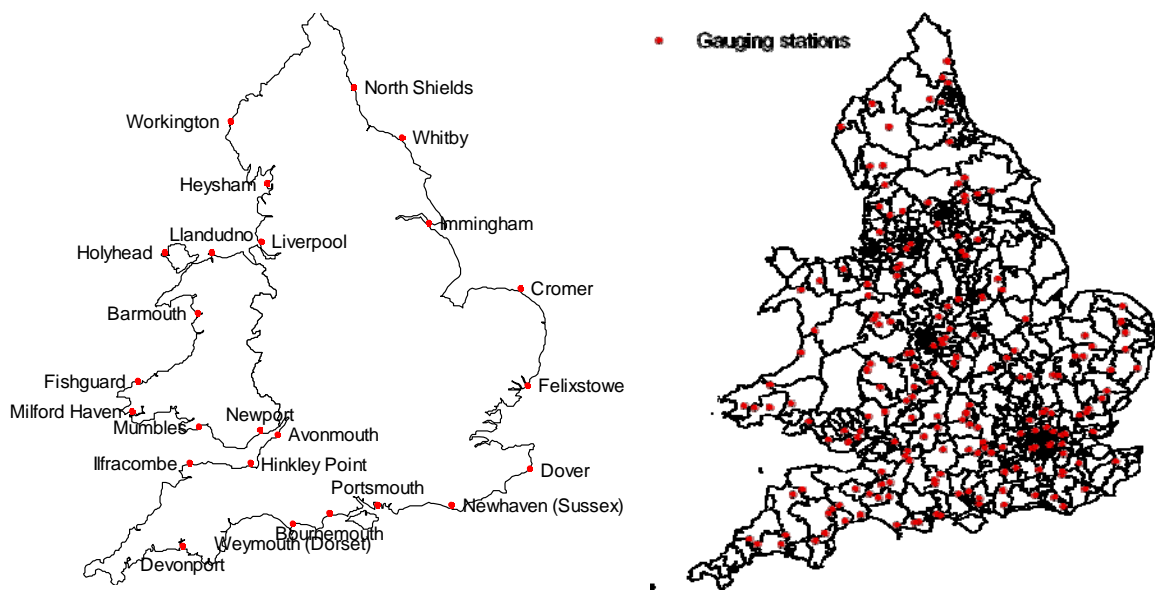 Gauging stations
North Shields
Workington
Whitby
Heysham
Immingham
Llandudno
Liverpool
Holyhead
Cromer
Barmouth
Fishguard
Felixstowe
Milford Haven
Newport
Mumbles
Avonmouth
Ilfracombe
Hinkley Point
Dover
Portsmouth
Newhaven (Sussex)
Bournemouth
Weymouth (Dorset)
Devonport